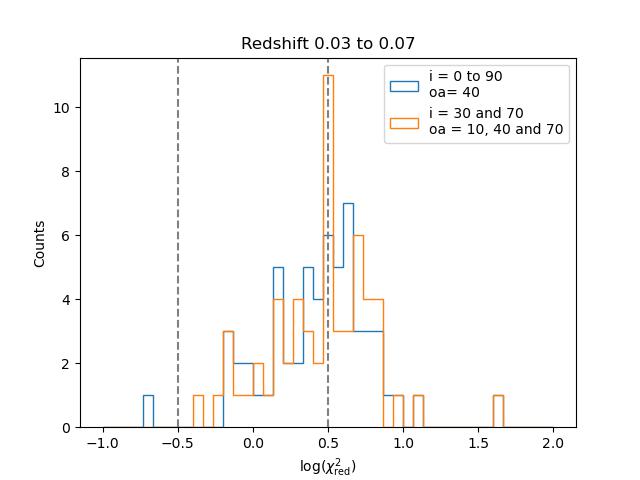 Redshift 0.03 to 0.07
i = 0 to 90
oa= 40
i = 30 and 70
oa = 10, 40 and 70
10
8
6
4
2
0
Counts
−1.0 −0.5 0.0 0.5 1.0 1.5 2.0
log(χ²red)